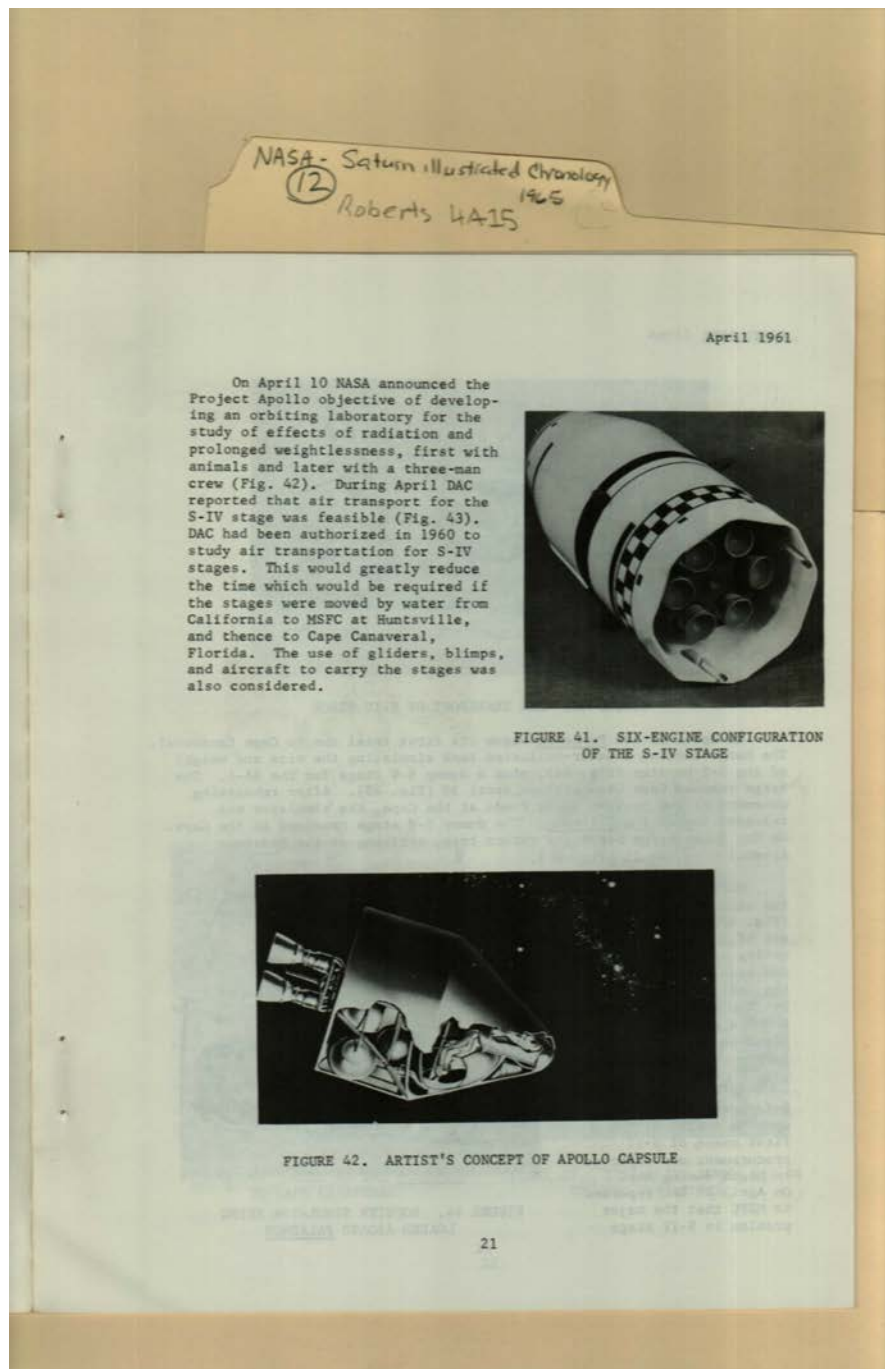 NASA - Saturn illustrated Chronology
12
1965
Roberts 4A15
April 1961
On April 10 NASA announced the
Project Apollo objective of develop-
ing an orbiting laboratory for the
study of effects of radiation and
prolonged weightlessness, first with
animals and later with a three-man
crew (Fig. 42). During April DAC
reported that air transport for the
S-IV stage was feasible (Fig. 43).
DAC had been authorized in 1960 to
study air transportation for S-IV
stages. This would greatly reduce
the time which would be required if
the stages were moved by water from
California to MSFC at Huntsville,
and thence to Cape Canaveral,
Florida. The use of gliders, blimps,
and aircraft to carry the stages was
also considered.
FIGURE 41. SIX-ENGINE CONFIGURATION
OF THE S-IV STAGE
FIGURE 42. ARTIST'S CONCEPT OF APOLLO CAPSULE
21